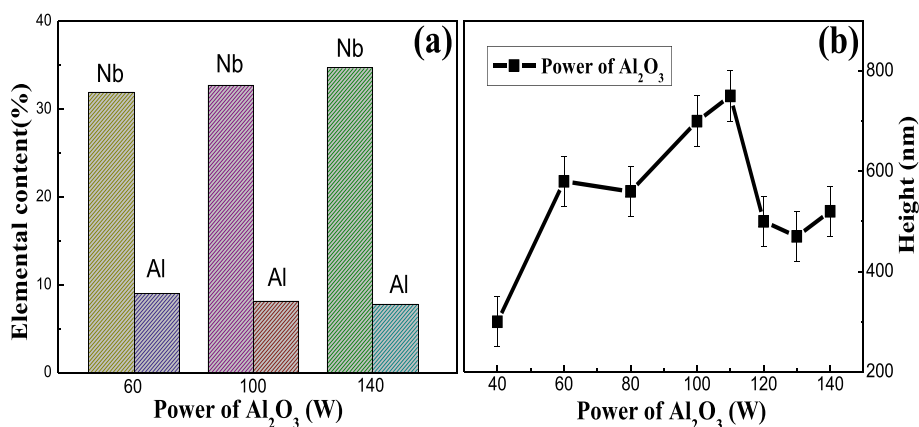 (a)
Elemental content(%)
40
30
20
10
0
Nb
Al
Nb
Al
Nb
Al
60
100
140
Power of Al₂O₃ (W)
(b)
Power of Al₂O₃
Height (nm)
800
600
400
200
40
60
80
100
120
140
Power of Al₂O₃ (W)